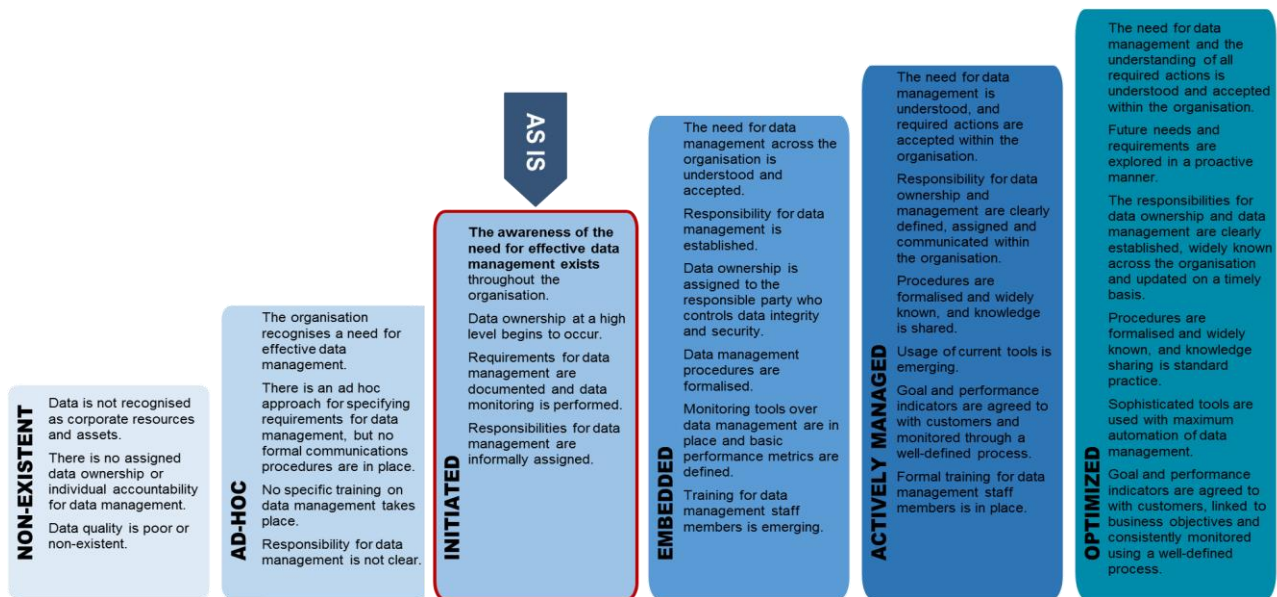 NON-EXISTENT
Data is not recognised
as corporate resources
and assets.
There is no assigned
data ownership or
individual accountability
for data management.
Data quality is poor or
non-existent.
AD-HOC
The organisation
recognises a need for
effective data
management.
There is an ad hoc
approach for specifying
requirements for data
management, but no
formal communications
procedures are in place.
No specific training on
data management takes
place.
Responsibility for data
management is not clear.
AS IS
INITIATED
The awareness of the
need for effective data
management exists
throughout the
organisation.
Data ownership at a high
level begins to occur.
Requirements for data
management are
documented and data
monitoring is performed.
Responsibilities for data
management are
informally assigned.
EMBEDDED
The need for data
management across the
organisation is
understood and
accepted.
Responsibility for data
management is
established.
Data ownership is
assigned to the
responsible party who
controls data integrity
and security.
Data management
procedures are
formalised.
Monitoring tools over
data management are in
place and basic
performance metrics are
defined.
Training for data
management staff
members is emerging.
ACTIVELY MANAGED
The need for data
management is
understood, and
required actions are
accepted within the
organisation.
Responsibility for data
ownership and
management are clearly
defined, assigned and
communicated within
the organisation.
Procedures are
formalised and widely
known, and knowledge
is shared.
Usage of current tools is
emerging.
Goal and performance
indicators are agreed to
with customers and
monitored through a
well-defined process.
Formal training for data
management staff
members is in place.
OPTIMIZED
The need for data
management and the
understanding of all
required actions is
understood and accepted
within the organisation.
Future needs and
requirements are
explored in a proactive
manner.
The responsibilities for
data ownership and data
management are clearly
established, widely known
across the organisation
and updated on a timely
basis.
Procedures are
formalised and widely
known, and knowledge
sharing is standard
practice.
Sophisticated tools are
used with maximum
automation of data
management.
Goal and performance
indicators are agreed to
with customers, linked to
business objectives and
consistently monitored
using a well-defined
process.